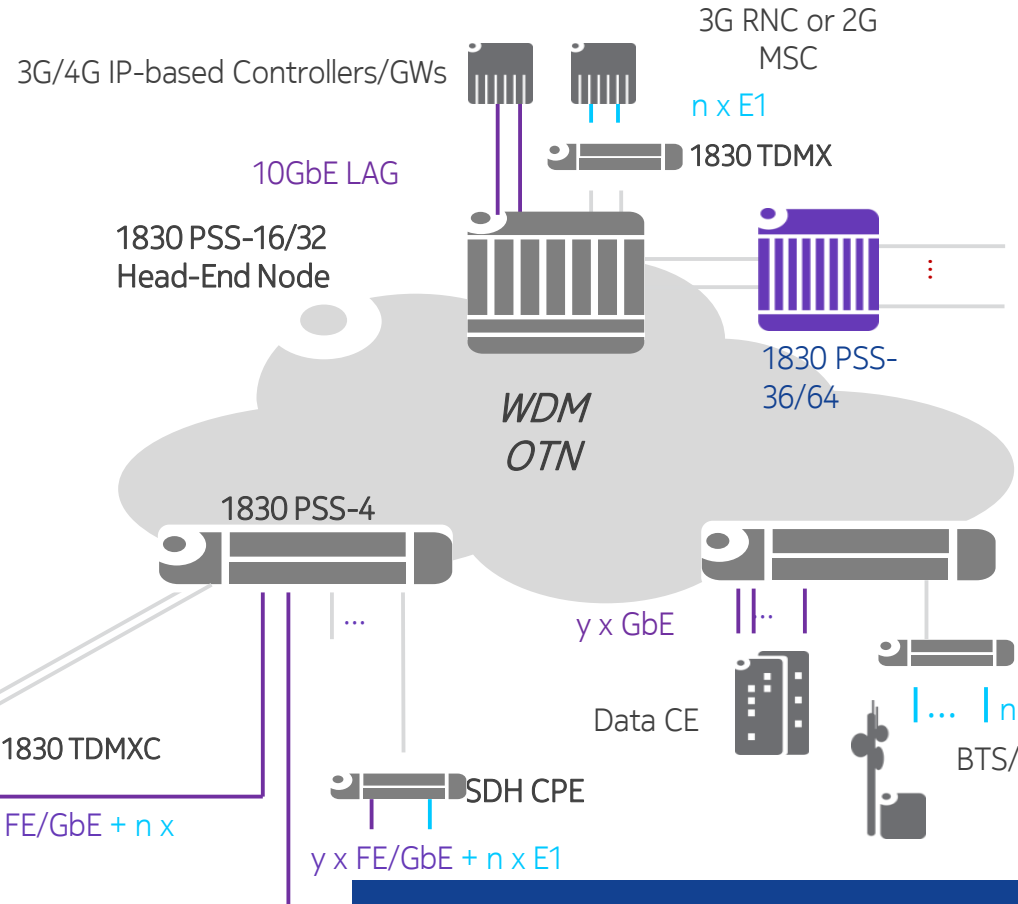 3G RNC or 2G
MSC
3G/4G IP-based Controllers/GWs
n x E1
1830 TDMX
10GbE LAG
1830 PSS-16/32
Head-End Node
1830 PSS-
36/64
WDM
OTN
1830 PSS-4
...
...
y x GbE
Data CE
... n
BTS/
1830 TDMXC
SDH CPE
FE/GbE + n x
y x FE/GbE + n x E1